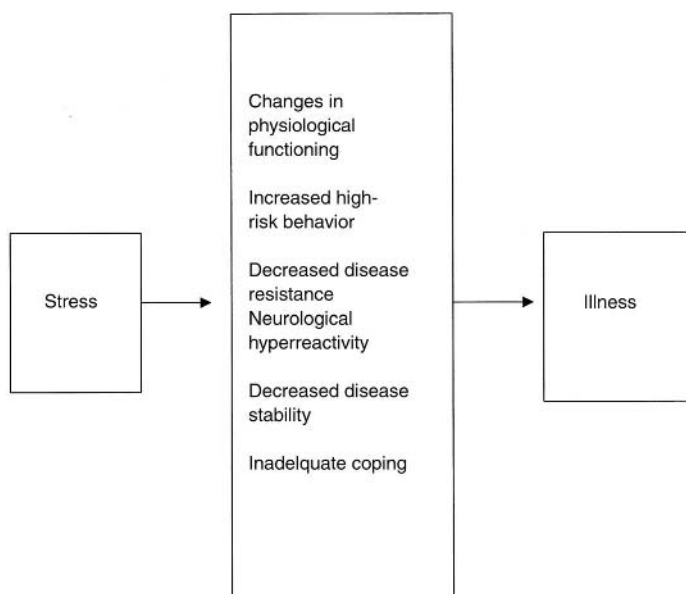 Stress
Changes in
physiological
functioning
Increased high-
risk behavior
Decreased disease
resistance
Neurological
hyperreactivity
Decreased disease
stability
Inadelquate coping
Illness